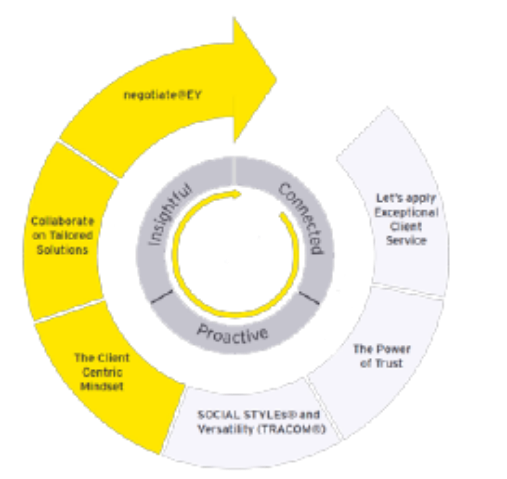 negotiate®EY
Let's apply
Exceptional
Client
Service
The Power
of Trust
SOCIAL STYLEs® and
Versatility (TRACOM®)
The Client
Centric
Mindset
Collaborate
on Tailored
Solutions
Insightful
Connected
Proactive